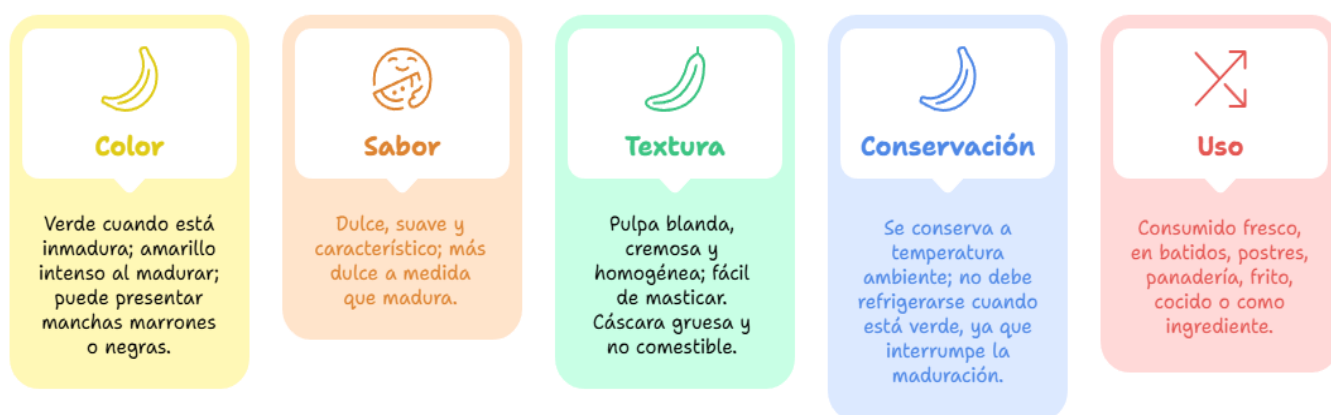 Color
Verde cuando está
inmadura; amarillo
intenso al madurar;
puede presentar
manchas marrones
o negras.
Sabor
Dulce, suave y
característico; más
dulce a medida
que madura.
Textura
Pulpa blanda,
cremosa y
homogénea; fácil
de masticar.
Cáscara gruesa y
no comestible.
Conservación
Se conserva a
temperatura
ambiente; no debe
refrigerarse cuando
está verde, ya que
interrumpe la
maduración.
Uso
Consumido fresco,
en batidos, postres,
panadería, frito,
cocido o como
ingrediente.